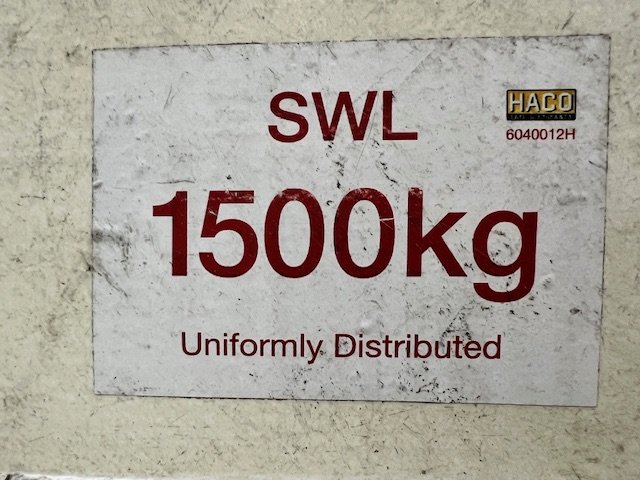 SWL
HACO
6040012H
1500kg
Uniformly Distributed